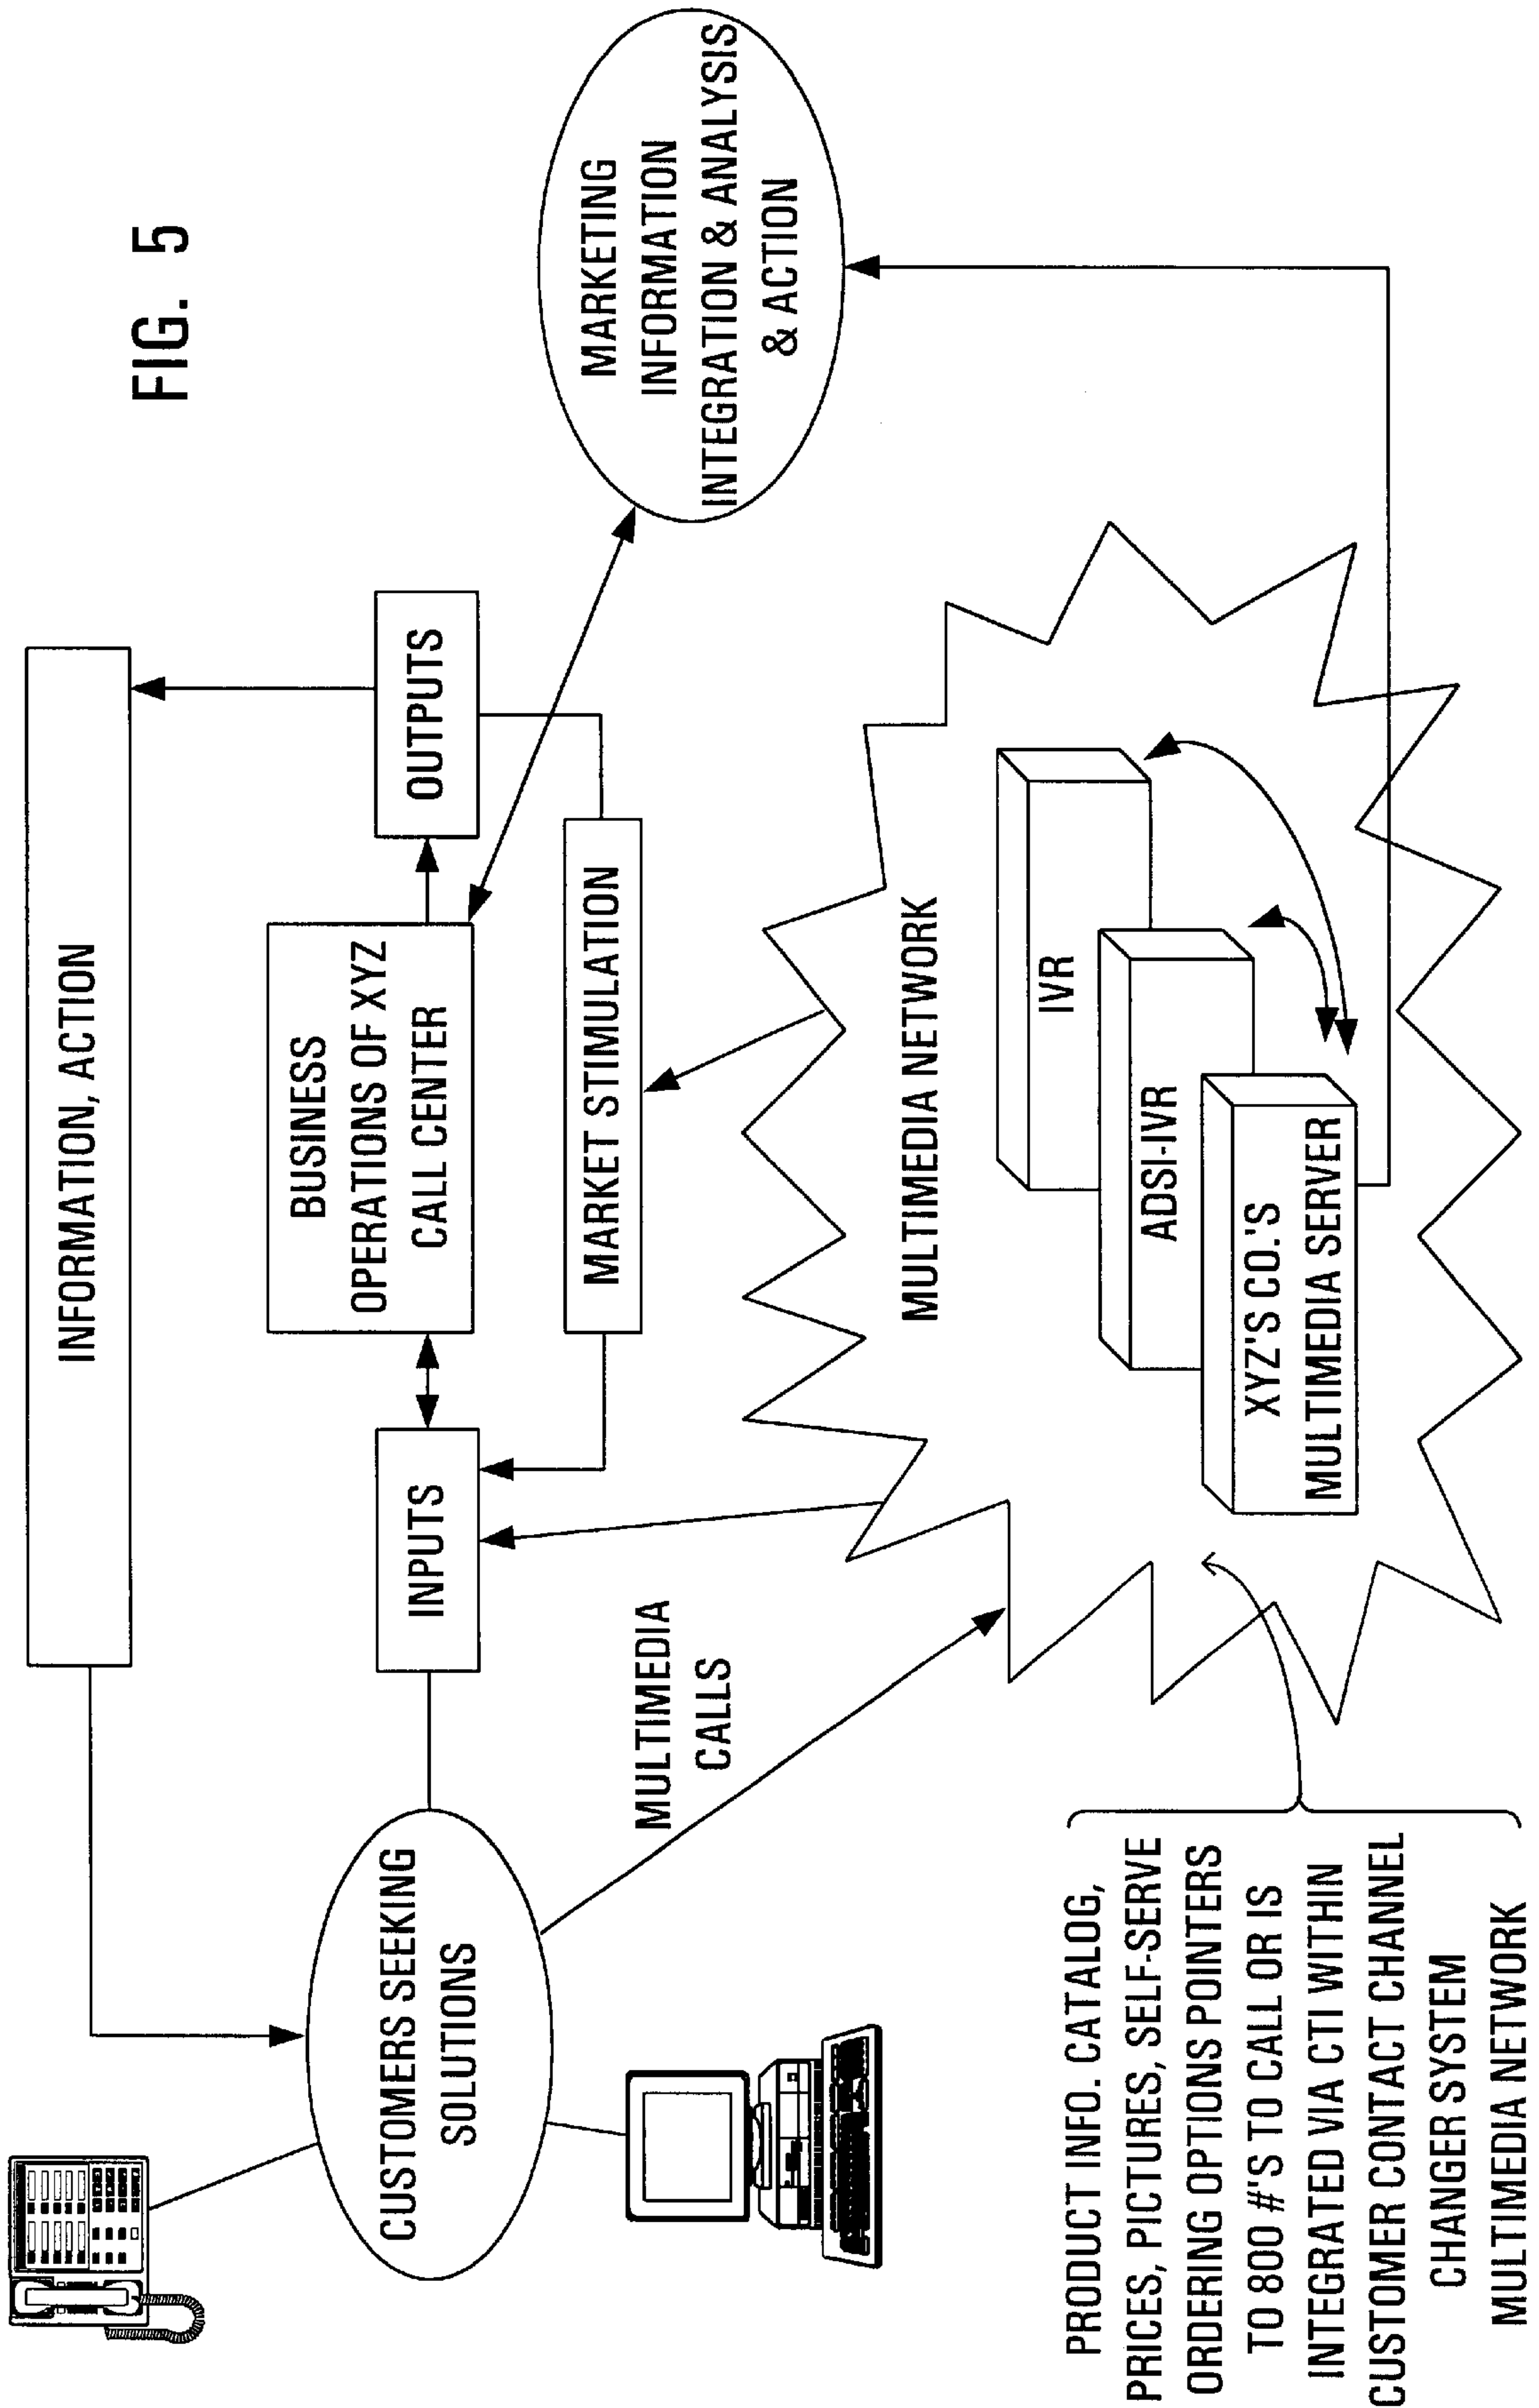 FIG. 5
INFORMATION, ACTION
CUSTOMERS SEEKING
SOLUTIONS
INPUTS
BUSINESS
OPERATIONS OF XYZ
CALL CENTER
OUTPUTS
MARKET STIMULATION
MARKETING
INFORMATION
INTEGRATION & ANALYSIS
& ACTION
MULTIMEDIA
CALLS
MULTIMEDIA NETWORK
IVR
ADSI-IVR
XYZ'S CO.'S
MULTIMEDIA SERVER
PRODUCT INFO. CATALOG,
PRICES, PICTURES, SELF-SERVE
ORDERING OPTIONS POINTERS
TO 800 #'S TO CALL OR IS
INTEGRATED VIA CTI WITHIN
CUSTOMER CONTACT CHANNEL
CHANGER SYSTEM
MULTIMEDIA NETWORK